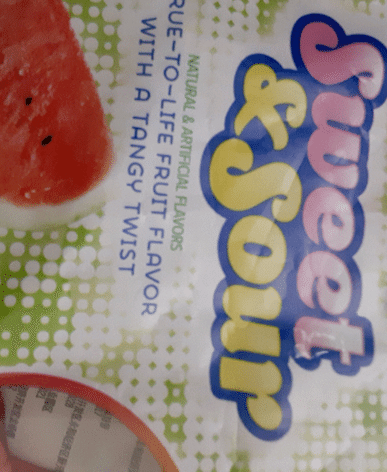 Sweet
& Sour
NATURAL & ARTIFICIAL FLAVORS
RUE-TO-LIFE FRUIT FLAVOR
WITH A TANGY TWIST